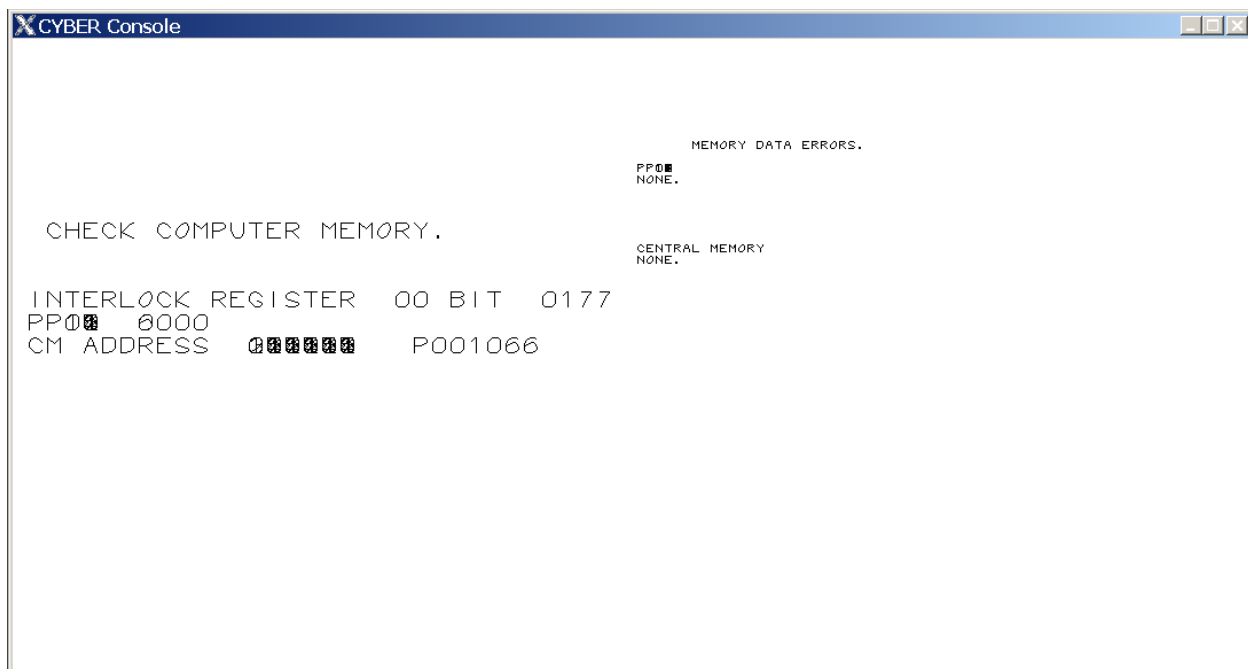 CYBER Console
CHECK COMPUTER MEMORY.
INTERLOCK REGISTER 00 BIT 0177
CM ADDRESS P001066
MEMORY DATA ERRORS.
NONE.
CENTRAL MEMORY
NONE.